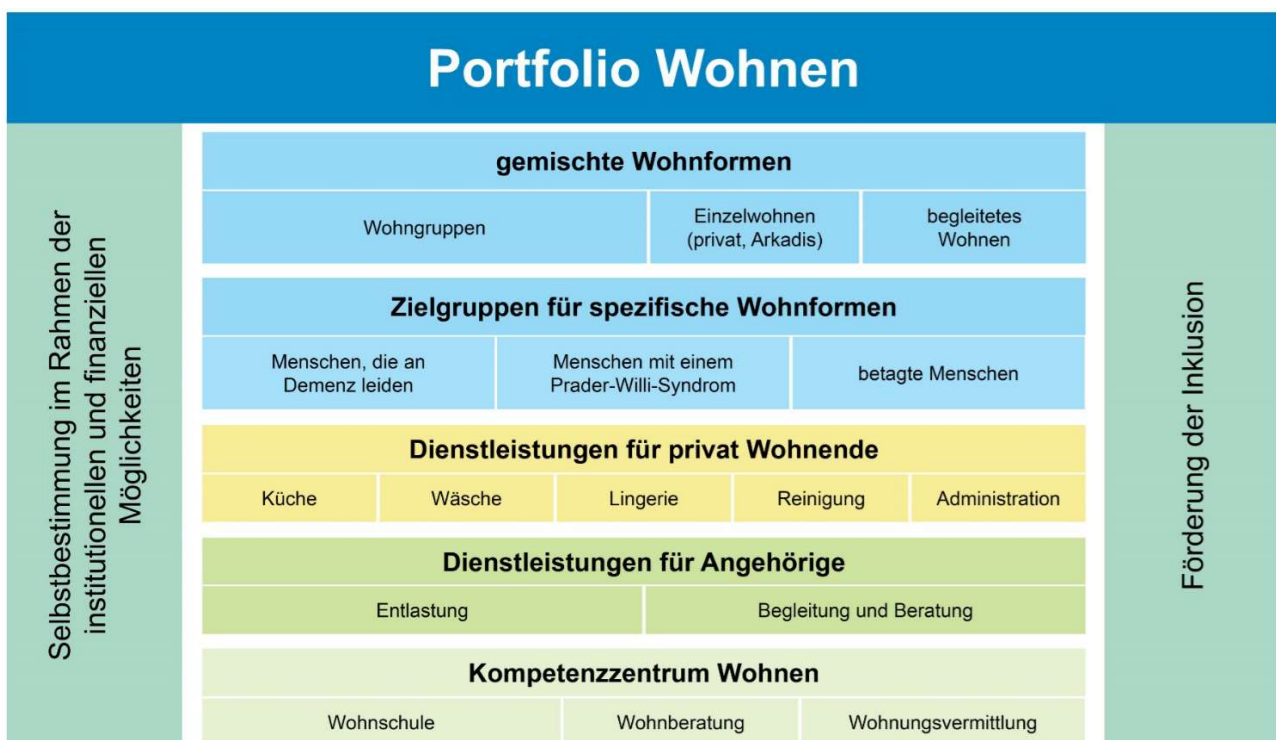 Portfolio Wohnen
Selbstbestimmung im Rahmen der
institutionellen und finanziellen
Möglichkeiten
gemischte Wohnformen
Wohngruppen
Einzelwohnen
(privat, Arkadis)
begleitetes
Wohnen
Zielgruppen für spezifische Wohnformen
Menschen, die an
Demenz leiden
Menschen mit einem
Prader-Willi-Syndrom
betagte Menschen
Dienstleistungen für privat Wohnende
Küche
Wäsche
Lingerie
Reinigung
Administration
Dienstleistungen für Angehörige
Entlastung
Begleitung und Beratung
Kompetenzzentrum Wohnen
Wohnschule
Wohnberatung
Wohnungsvermittlung
Förderung der Inklusion